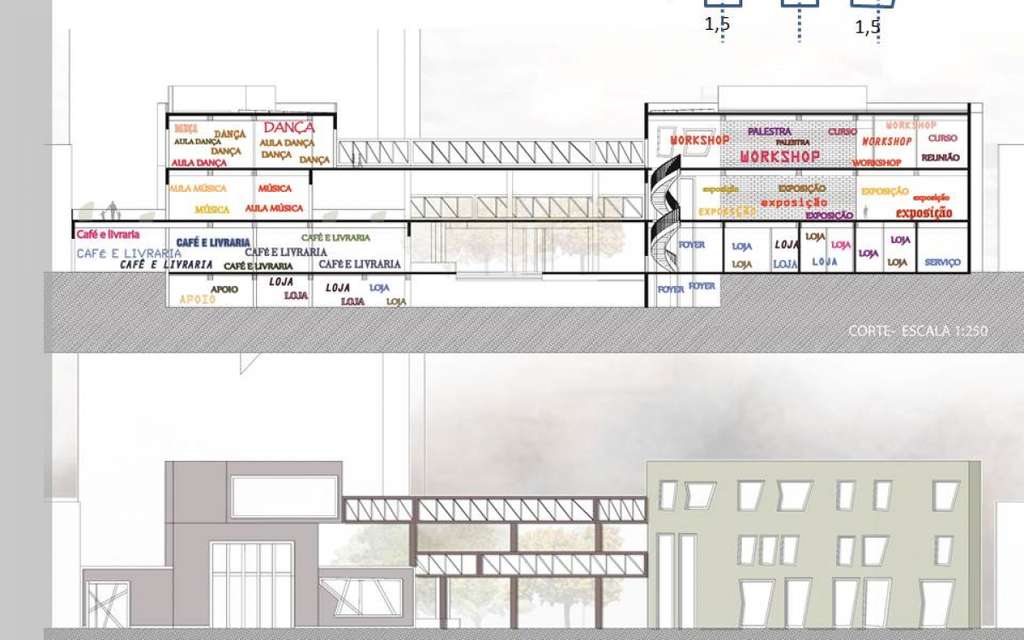 1,5 1,5
DANÇA DANÇA DANÇA
AULA DANÇA AULA DANÇA
DANÇA DANÇA DANÇA
AULA DANÇA
AULA MÚSICA MÚSICA
MÚSICA AULA MÚSICA
Café e livraria CAFÉ E LIVRARIA CAFÉ E LIVRARIA
CAFÉ E LIVRARIA CAFÉ E LIVRARIA
CAFÉ E LIVRARIA CAFÉ E LIVRARIA CAFÉ E LIVRARIA
APOIO LOJA LOJA LOJA
APOIO LOJA LOJA LOJA
WORKSHOP PALESTRA CURSO WORKSHOP
PALESTRA WORKSHOP CURSO
WORKSHOP WORKSHOP REUNIÃO
exposição EXPOSIÇÃO EXPOSIÇÃO
exposição exposição
EXPOSIÇÃO EXPOSIÇÃO exposição
FOYER LOJA LOJA LOJA LOJA LOJA
LOJA LOJA LOJA LOJA LOJA SERVIÇO
FOYER FOYER
CORTE- ESCALA 1:250